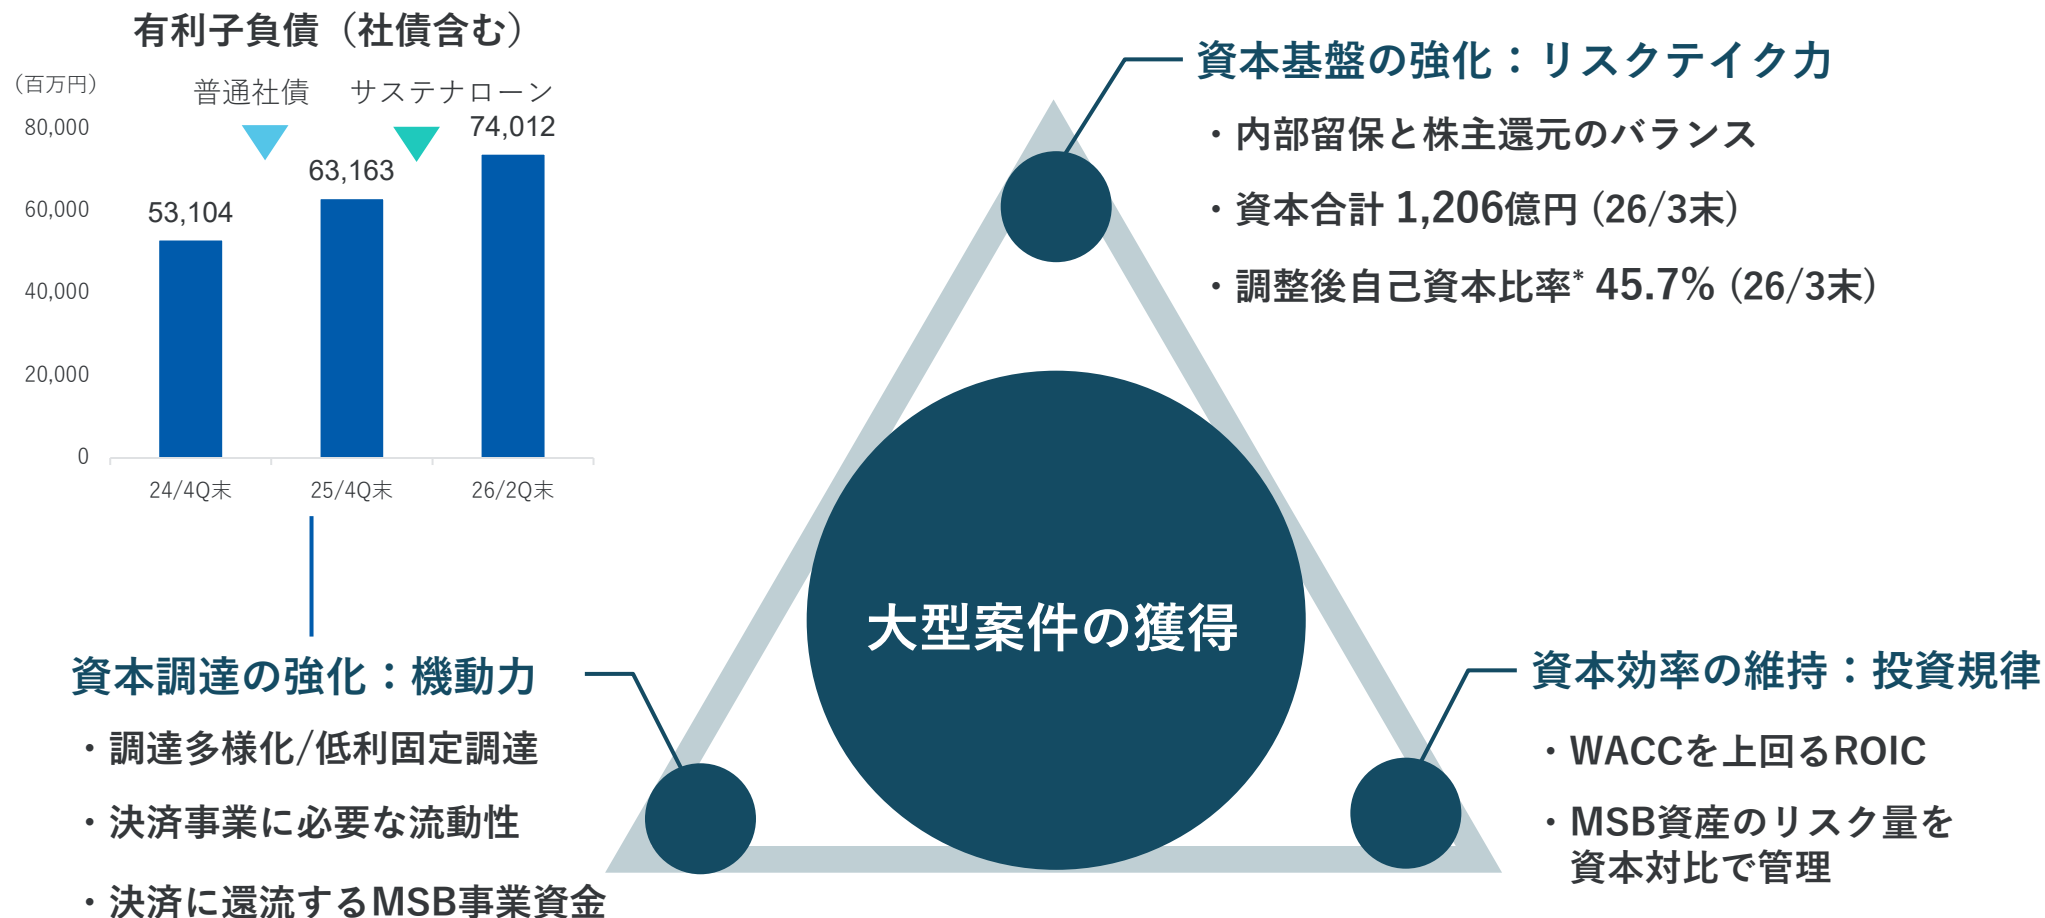 有利子負債（社債含む）
（百万円）
普通社債
サステナローン
80,000
60,000
40,000
20,000
0
53,104
63,163
74,012
24/4Q末
25/4Q末
26/2Q末
資本基盤の強化：リスクテイク力
・内部留保と株主還元のバランス
・資本合計 1,206億円 (26/3末)
・調整後自己資本比率* 45.7% (26/3末)
大型案件の獲得
資本調達の強化：機動力
・調達多様化/低利固定調達
・決済事業に必要な流動性
・決済に還流するMSB事業資金
資本効率の維持：投資規律
・WACCを上回るROIC
・MSB資産のリスク量を
資本対比で管理